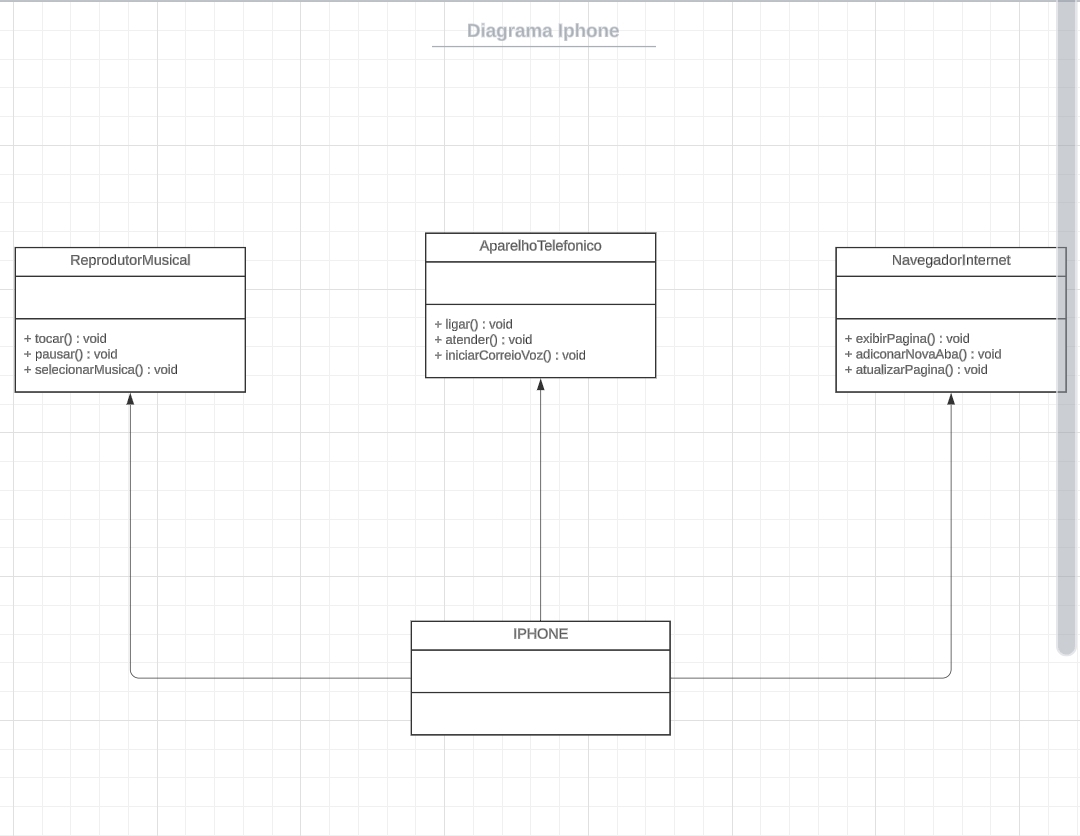 Diagrama Iphone
ReprodutorMusical
+ tocar() : void
+ pausar() : void
+ selecionarMusica() : void
AparelhoTelefonico
+ ligar() : void
+ atender() : void
+ iniciarCorreioVoz() : void
NavegadorInternet
+ exibirPagina() : void
+ adiconarNovaAba() : void
+ atualizarPagina() : void
IPHONE